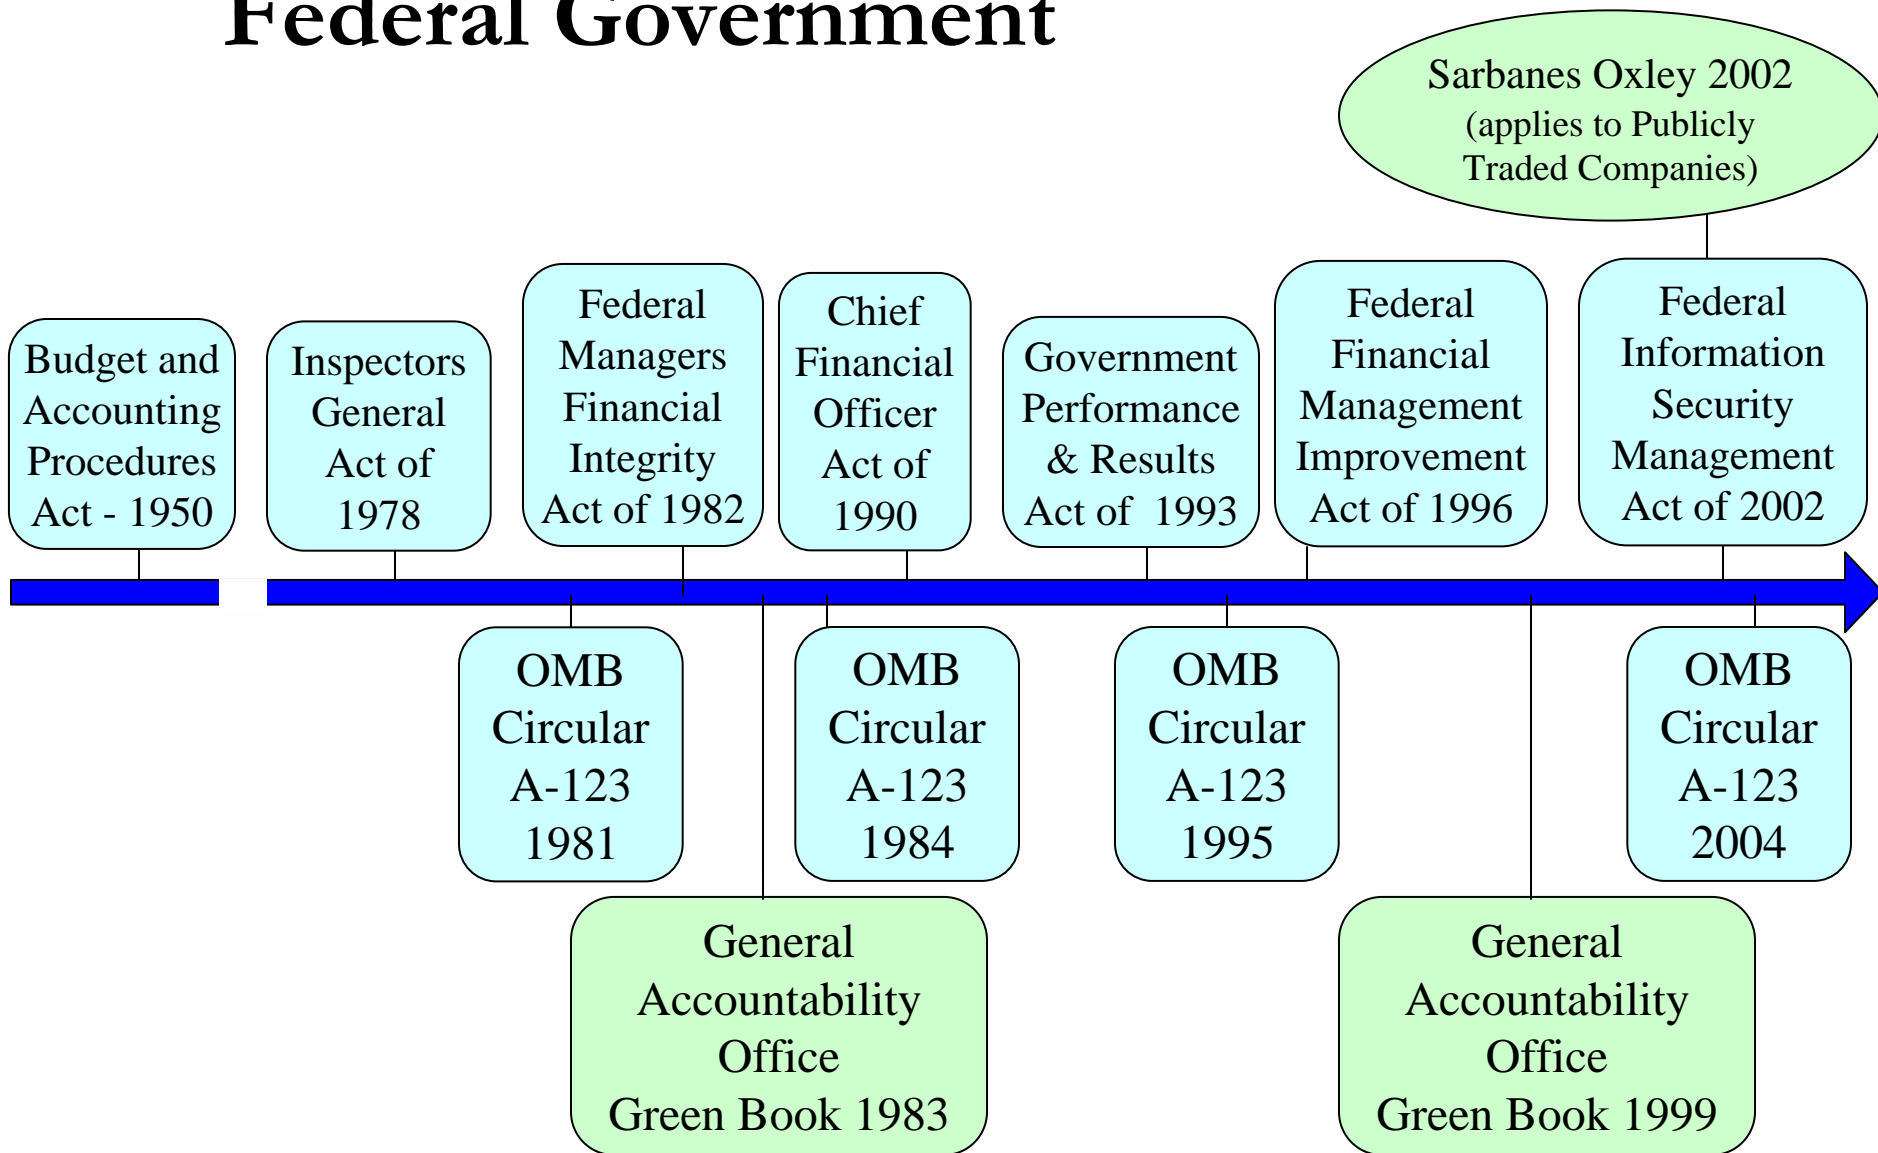 Federal Government
Sarbanes Oxley 2002
(applies to Publicly
Traded Companies)
Budget and
Accounting
Procedures
Act - 1950
Inspectors
General
Act of
1978
Federal
Managers
Financial
Integrity
Act of 1982
Chief
Financial
Officer
Act of
1990
Government
Performance
& Results
Act of  1993
Federal
Financial
Management
Improvement
Act of 1996
Federal
Information
Security
Management
Act of 2002
OMB
Circular
A-123
1981
OMB
Circular
A-123
1984
OMB
Circular
A-123
1995
OMB
Circular
A-123
2004
General
Accountability
Office
Green Book 1983
General
Accountability
Office
Green Book 1999